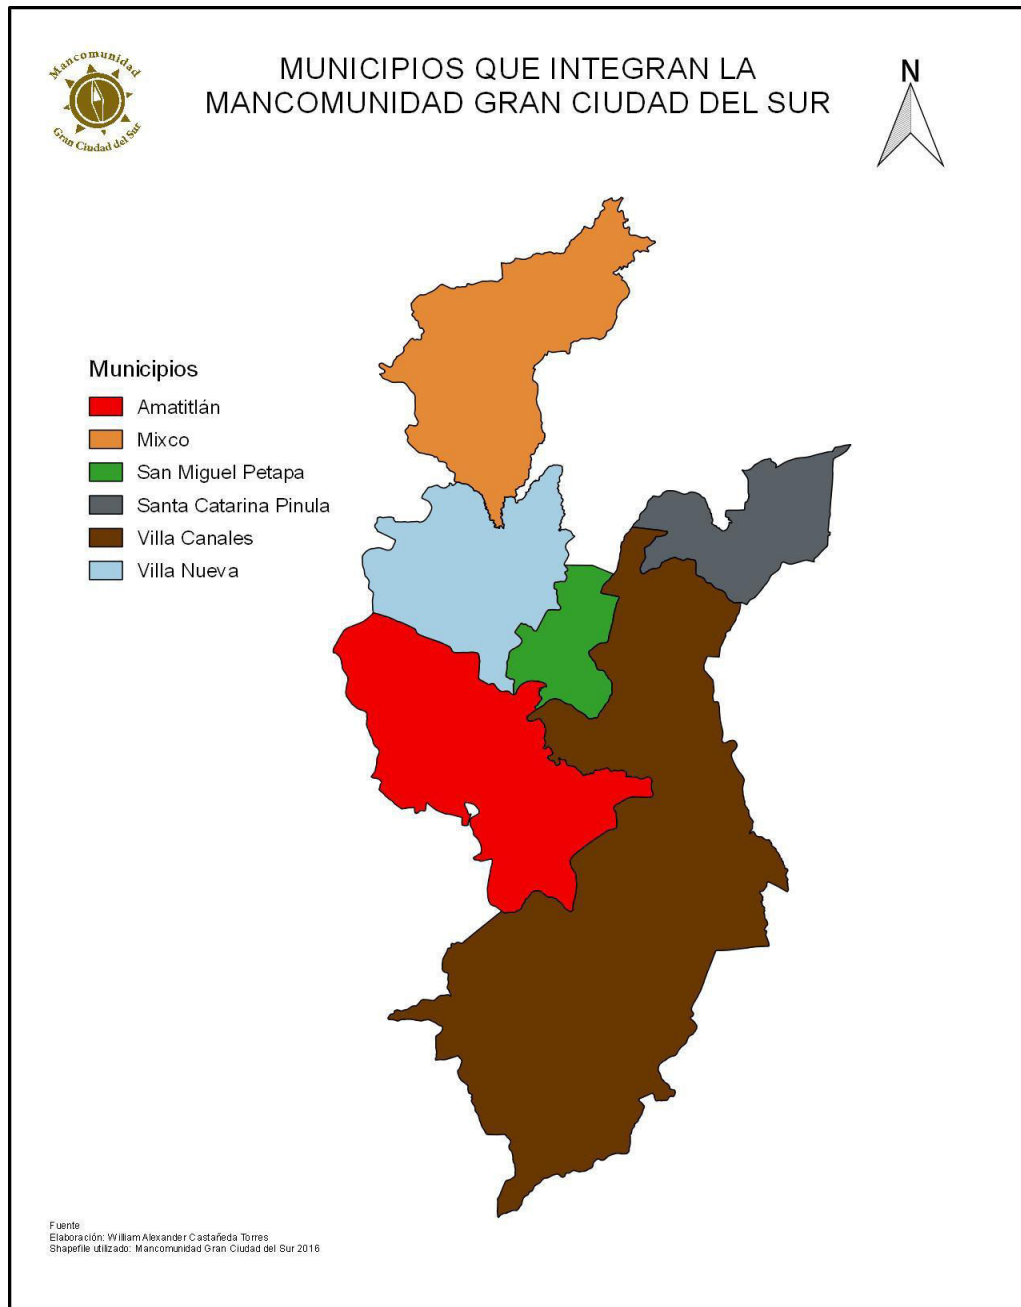 Mancomunidad
Gran Ciudad del Sur
MUNICIPIOS QUE INTEGRAN LA
MANCOMUNIDAD GRAN CIUDAD DEL SUR
N
Municipios
Amatitlán
Mixco
San Miguel Petapa
Santa Catarina Pinula
Villa Canales
Villa Nueva
Fuente
Elaboración: William Alexander Castañeda Torres
Shapefile utilizado: Mancomunidad Gran Ciudad del Sur 2016